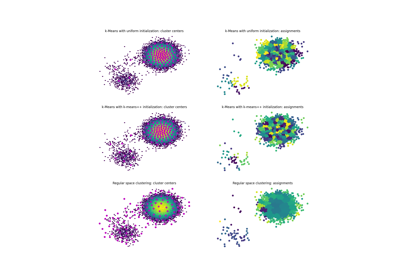 k-Means with uniform initialization: cluster centers
k-Means with uniform initialization: assignments
k-Means with k-means++ initialization: cluster centers
k-Means with k-means++ initialization: assignments
Regular space clustering: cluster centers
Regular space clustering: assignments